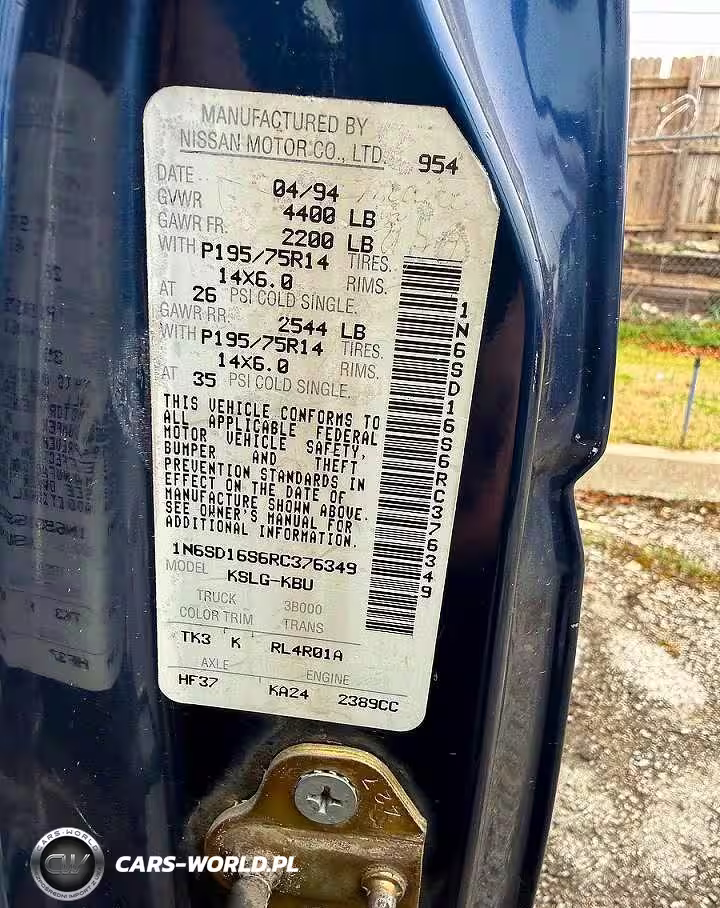 MANUFACTURED BY
NISSAN MOTOR CO., LTD. 954
DATE 04/94
GVWR 4400 LB
GAWR FR. 2200 LB
WITH P195/75R14 TIRES.
14X6.0 RIMS.
AT 26 PSI COLD SINGLE.
GAWR RR 2544 LB
WITH P195/75R14 TIRES.
14X6.0 RIMS.
AT 35 PSI COLD SINGLE.
THIS VEHICLE CONFORMS TO
ALL APPLICABLE FEDERAL
MOTOR VEHICLE SAFETY,
BUMPER AND THEFT
PREVENTION STANDARDS IN
EFFECT ON THE DATE OF
MANUFACTURE SHOWN ABOVE.
SEE OWNER'S MANUAL FOR
ADDITIONAL INFORMATION.
1N6SD16S6RC376349
MODEL KSLG-KBU
TRUCK 3B000
COLOR TRIM TRANS
TK3 K RL4R01A
AXLE ENGINE
HF37 KA24 2389CC
1N6SD16S6RC376349
USA
CARS-WORLD.PL
CARS-WORLD.PL
CW